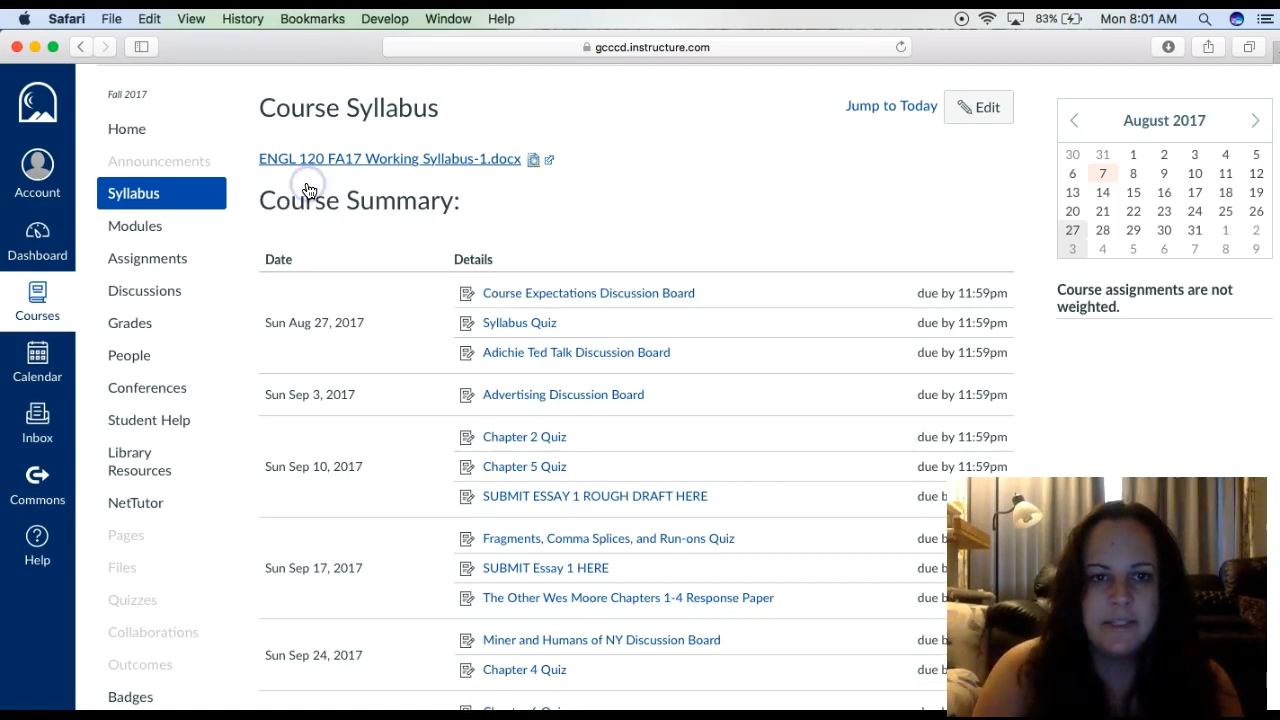 Safari File Edit View History Bookmarks Develop Window Help 83% Mon 8:01 AM
gcccd.instructure.com
Account
Dashboard
Courses
Calendar
Inbox
Commons
Help
Fall 2017
Home
Announcements
Syllabus
Modules
Assignments
Discussions
Grades
People
Conferences
Student Help
Library
Resources
NetTutor
Pages
Files
Quizzes
Collaborations
Outcomes
Badges
Course Syllabus
Jump to Today Edit
ENGL 120 FA17 Working Syllabus-1.docx
Course Summary:
Date Details
Sun Aug 27, 2017
Course Expectations Discussion Board due by 11:59pm
Syllabus Quiz due by 11:59pm
Adichie Ted Talk Discussion Board due by 11:59pm
Sun Sep 3, 2017 Advertising Discussion Board due by 11:59pm
Sun Sep 10, 2017
Chapter 2 Quiz due by 11:59pm
Chapter 5 Quiz due by 11:59pm
SUBMIT ESSAY 1 ROUGH DRAFT HERE due b
Sun Sep 17, 2017
Fragments, Comma Splices, and Run-ons Quiz due b
SUBMIT Essay 1 HERE due b
The Other Wes Moore Chapters 1-4 Response Paper due b
Sun Sep 24, 2017
Miner and Humans of NY Discussion Board due b
Chapter 4 Quiz due b
August 2017
30 31 1 2 3 4 5
6 7 8 9 10 11 12
13 14 15 16 17 18 19
20 21 22 23 24 25 26
27 28 29 30 31 1 2
3 4 5 6 7 8 9
Course assignments are not
weighted.